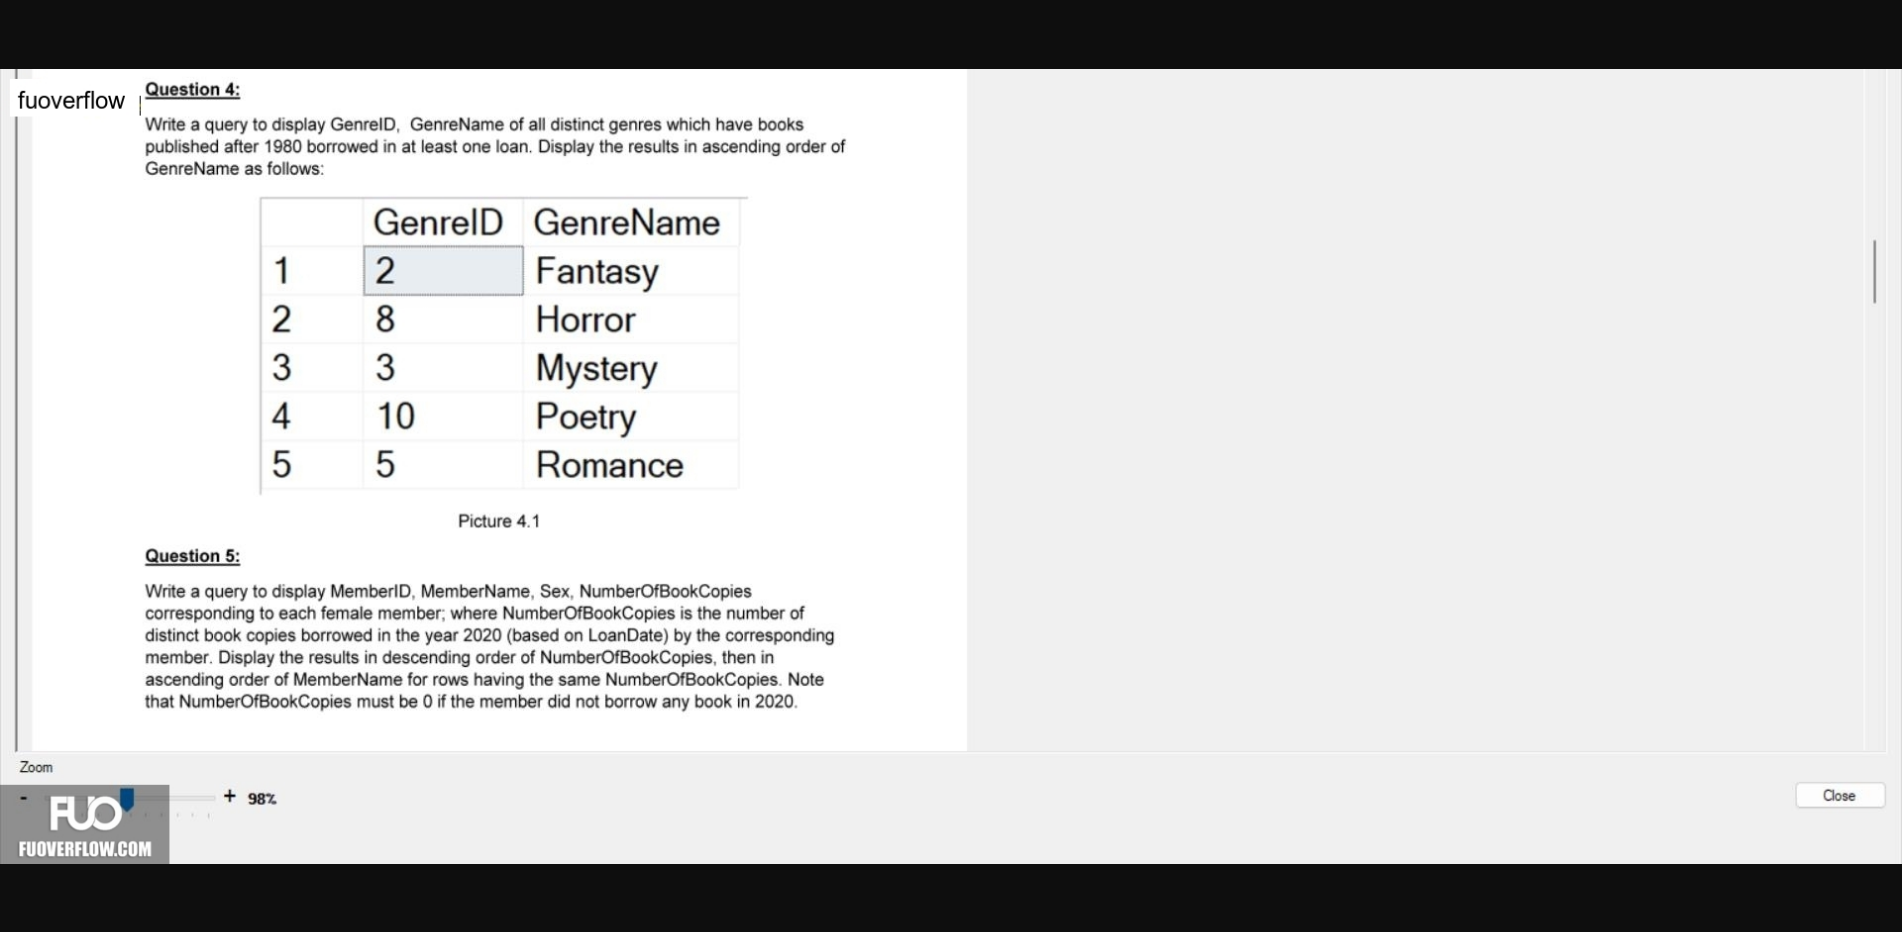 Question 4:
fuoverflow
Write a query to display GenreID, GenreName of all distinct genres which have books
published after 1980 borrowed in at least one loan. Display the results in ascending order of
GenreName as follows:
GenreID GenreName
1 2 Fantasy
2 8 Horror
3 3 Mystery
4 10 Poetry
5 5 Romance
Picture 4.1
Question 5:
Write a query to display MemberID, MemberName, Sex, NumberOfBookCopies
corresponding to each female member; where NumberOfBookCopies is the number of
distinct book copies borrowed in the year 2020 (based on LoanDate) by the corresponding
member. Display the results in descending order of NumberOfBookCopies, then in
ascending order of MemberName for rows having the same NumberOfBookCopies. Note
that NumberOfBookCopies must be 0 if the member did not borrow any book in 2020.
Zoom
- + 98%
Close
FUO
FUOVERFLOW.COM